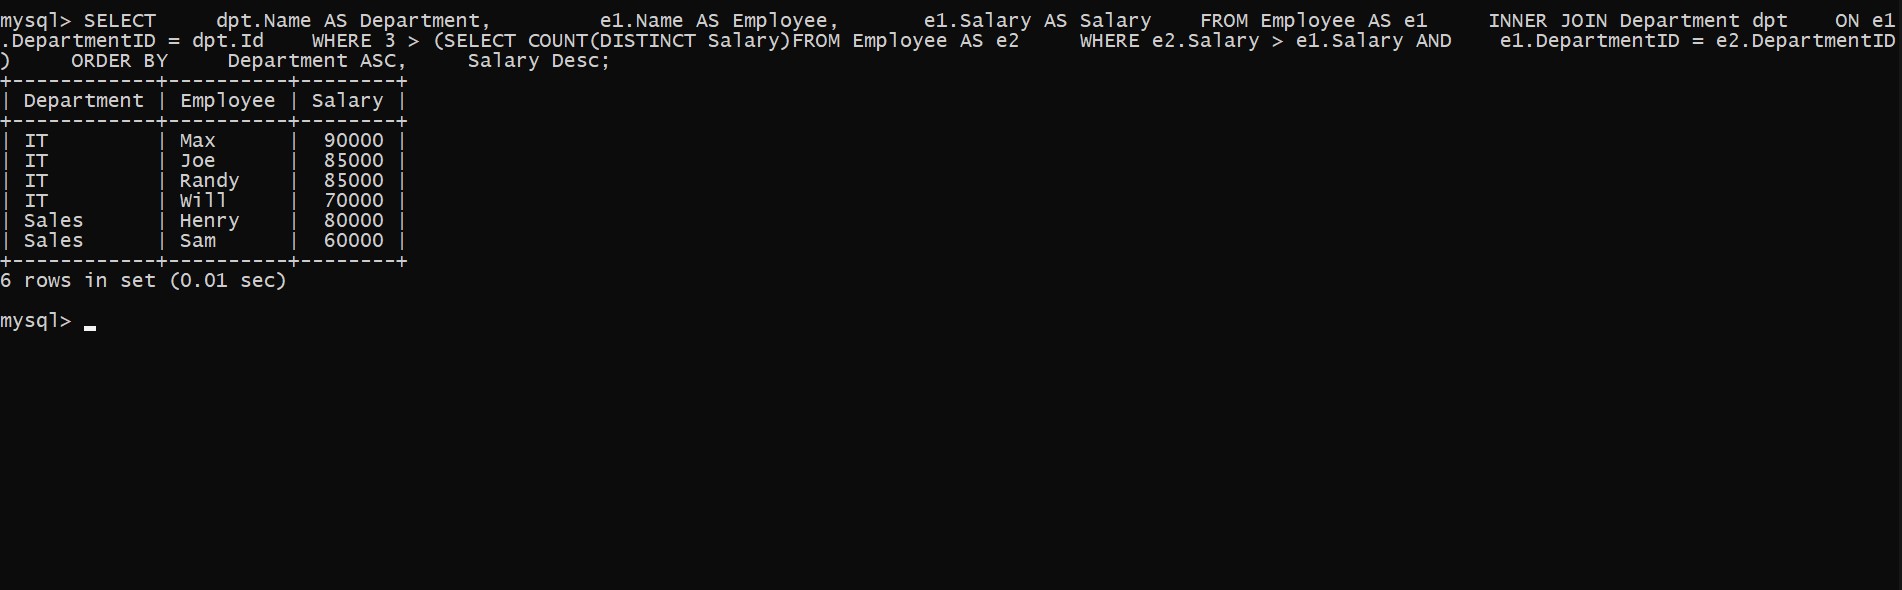 mysql> SELECT     dpt.Name AS Department,         e1.Name AS Employee,       e1.Salary AS Salary    FROM Employee AS e1     INNER JOIN Department dpt    ON e1
.DepartmentID = dpt.Id    WHERE 3 > (SELECT COUNT(DISTINCT Salary)FROM Employee AS e2     WHERE e2.Salary > e1.Salary AND    e1.DepartmentID = e2.DepartmentID
)     ORDER BY     Department ASC,     Salary Desc;
+------------+----------+--------+
| Department | Employee | Salary |
+------------+----------+--------+
| IT         | Max      |  90000 |
| IT         | Joe      |  85000 |
| IT         | Randy    |  85000 |
| IT         | Will     |  70000 |
| Sales      | Henry    |  80000 |
| Sales      | Sam      |  60000 |
+------------+----------+--------+
6 rows in set (0.01 sec)
mysql> _